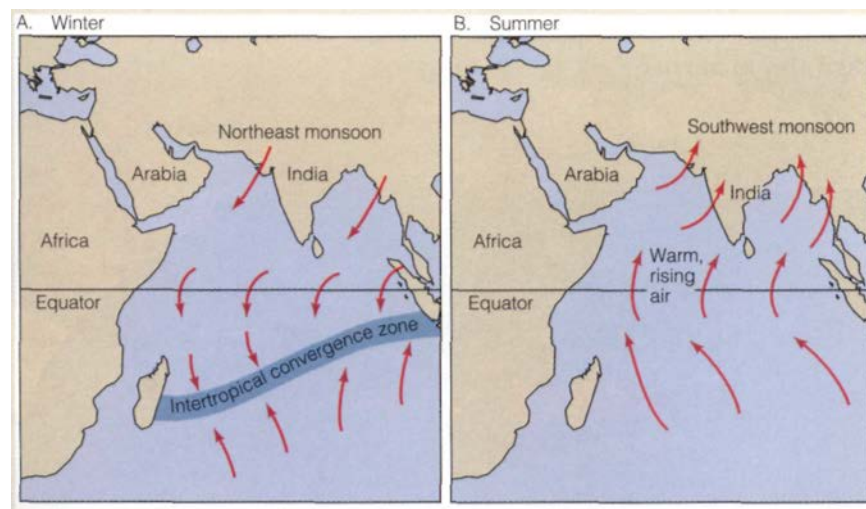 A. Winter
Northeast monsoon
Arabia
India
Africa
Equator
Intertropical convergence zone
B. Summer
Southwest monsoon
Arabia
India
Africa
Warm,
rising
air
Equator